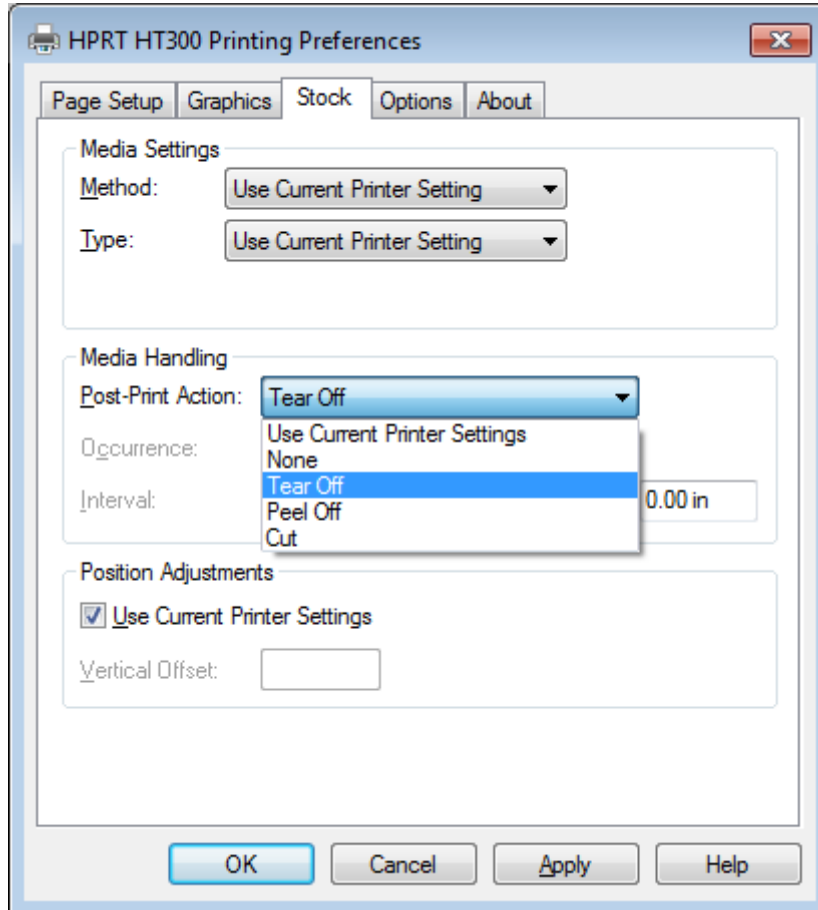 HPRT HT300 Printing Preferences
Page Setup Graphics Stock Options About
Media Settings
Method: Use Current Printer Setting
Type: Use Current Printer Setting
Media Handling
Post-Print Action: Tear Off
Use Current Printer Settings
Occurrence:
None
Tear Off
Interval: 0.00 in
Peel Off
Cut
Position Adjustments
Use Current Printer Settings
Vertical Offset:
OK Cancel Apply Help